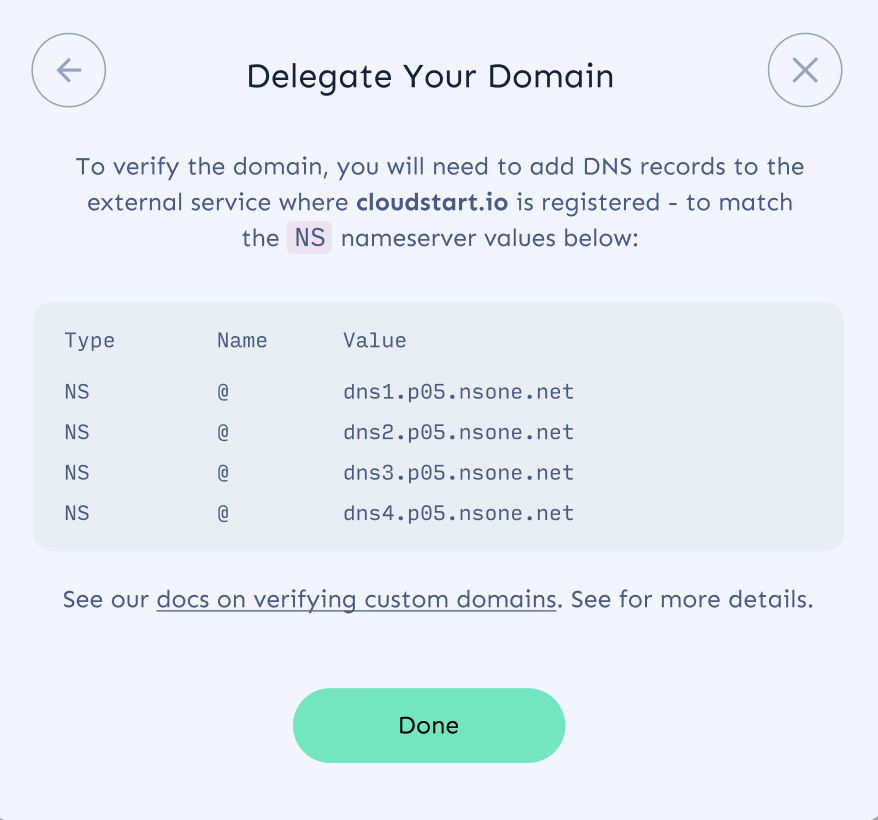 Delegate Your Domain
To verify the domain, you will need to add DNS records to the
external service where cloudstart.io is registered - to match
the NS nameserver values below:
Type Name Value
NS @ dns1.p05.nsone.net
NS @ dns2.p05.nsone.net
NS @ dns3.p05.nsone.net
NS @ dns4.p05.nsone.net
See our docs on verifying custom domains. See for more details.
Done